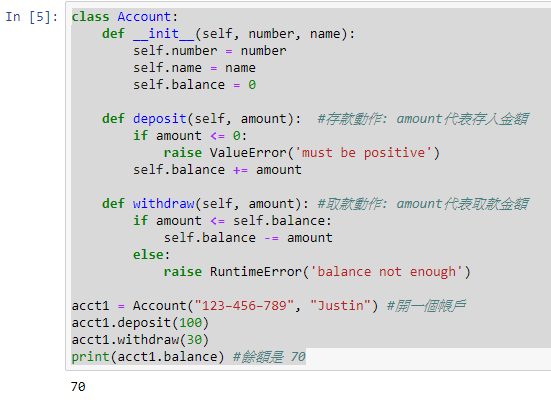 In [5]: class Account:
    def __init__(self, number, name):
        self.number = number
        self.name = name
        self.balance = 0
    def deposit(self, amount):  #存款動作: amount代表存入金額
        if amount <= 0:
            raise ValueError('must be positive')
        self.balance += amount
    def withdraw(self, amount): #取款動作: amount代表取款金額
        if amount <= self.balance:
            self.balance -= amount
        else:
            raise RuntimeError('balance not enough')
acct1 = Account("123–456–789", "Justin") #開一個帳戶
acct1.deposit(100)
acct1.withdraw(30)
print(acct1.balance) #餘額是 70
70